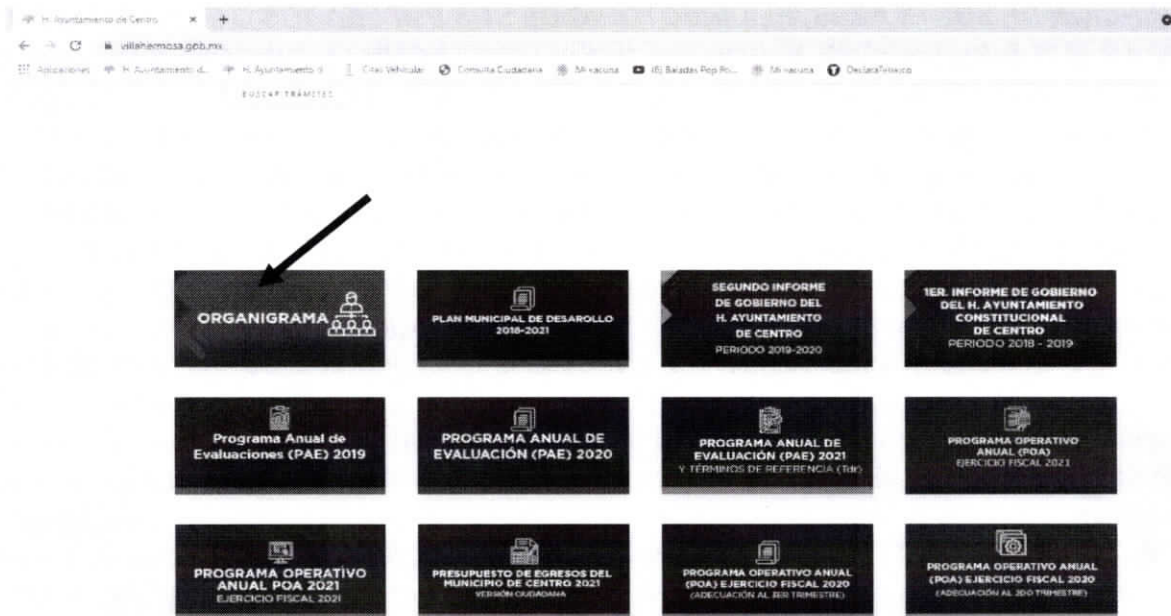 H. Ayuntamiento de Centro
villahermosa.gob.mx
Aplicaciones H. Ayuntamiento d... H. Ayuntamiento d Citas Vehicular Consulta Ciudadana Mi vacuna (6) Baladas Pop Ro... Mi vacuna
BUSCAR TRÁMITES
ORGANIGRAMA
PLAN MUNICIPAL DE DESAROLLO
2018-2021
SEGUNDO INFORME
DE GOBIERNO DEL
H. AYUNTAMIENTO
DE CENTRO
PERIODO 2019-2020
1ER. INFORME DE GOBIERNO
DEL H. AYUNTAMIENTO
CONSTITUCIONAL
DE CENTRO
PERIODO 2018 - 2019
Programa Anual de
Evaluaciones (PAE) 2019
PROGRAMA ANUAL DE
EVALUACIÓN (PAE) 2020
PROGRAMA ANUAL DE
EVALUACIÓN (PAE) 2021
Y TÉRMINOS DE REFERENCIA (Tdr)
PROGRAMA OPERATIVO
ANUAL (POA)
EJERCICIO FISCAL 2021
PROGRAMA OPERATIVO
ANUAL POA 2021
EJERCICIO FISCAL 2021
PRESUPUESTO DE EGRESOS DEL
MUNICIPIO DE CENTRO 2021
VERSIÓN CIUDADANA
PROGRAMA OPERATIVO ANUAL
(POA) EJERCICIO FISCAL 2020
(ADECUACIÓN AL 3ER TRIMESTRE)
PROGRAMA OPERATIVO ANUAL
(POA) EJERCICIO FISCAL 2020
(ADECUACIÓN AL 2DO TRIMESTRE)